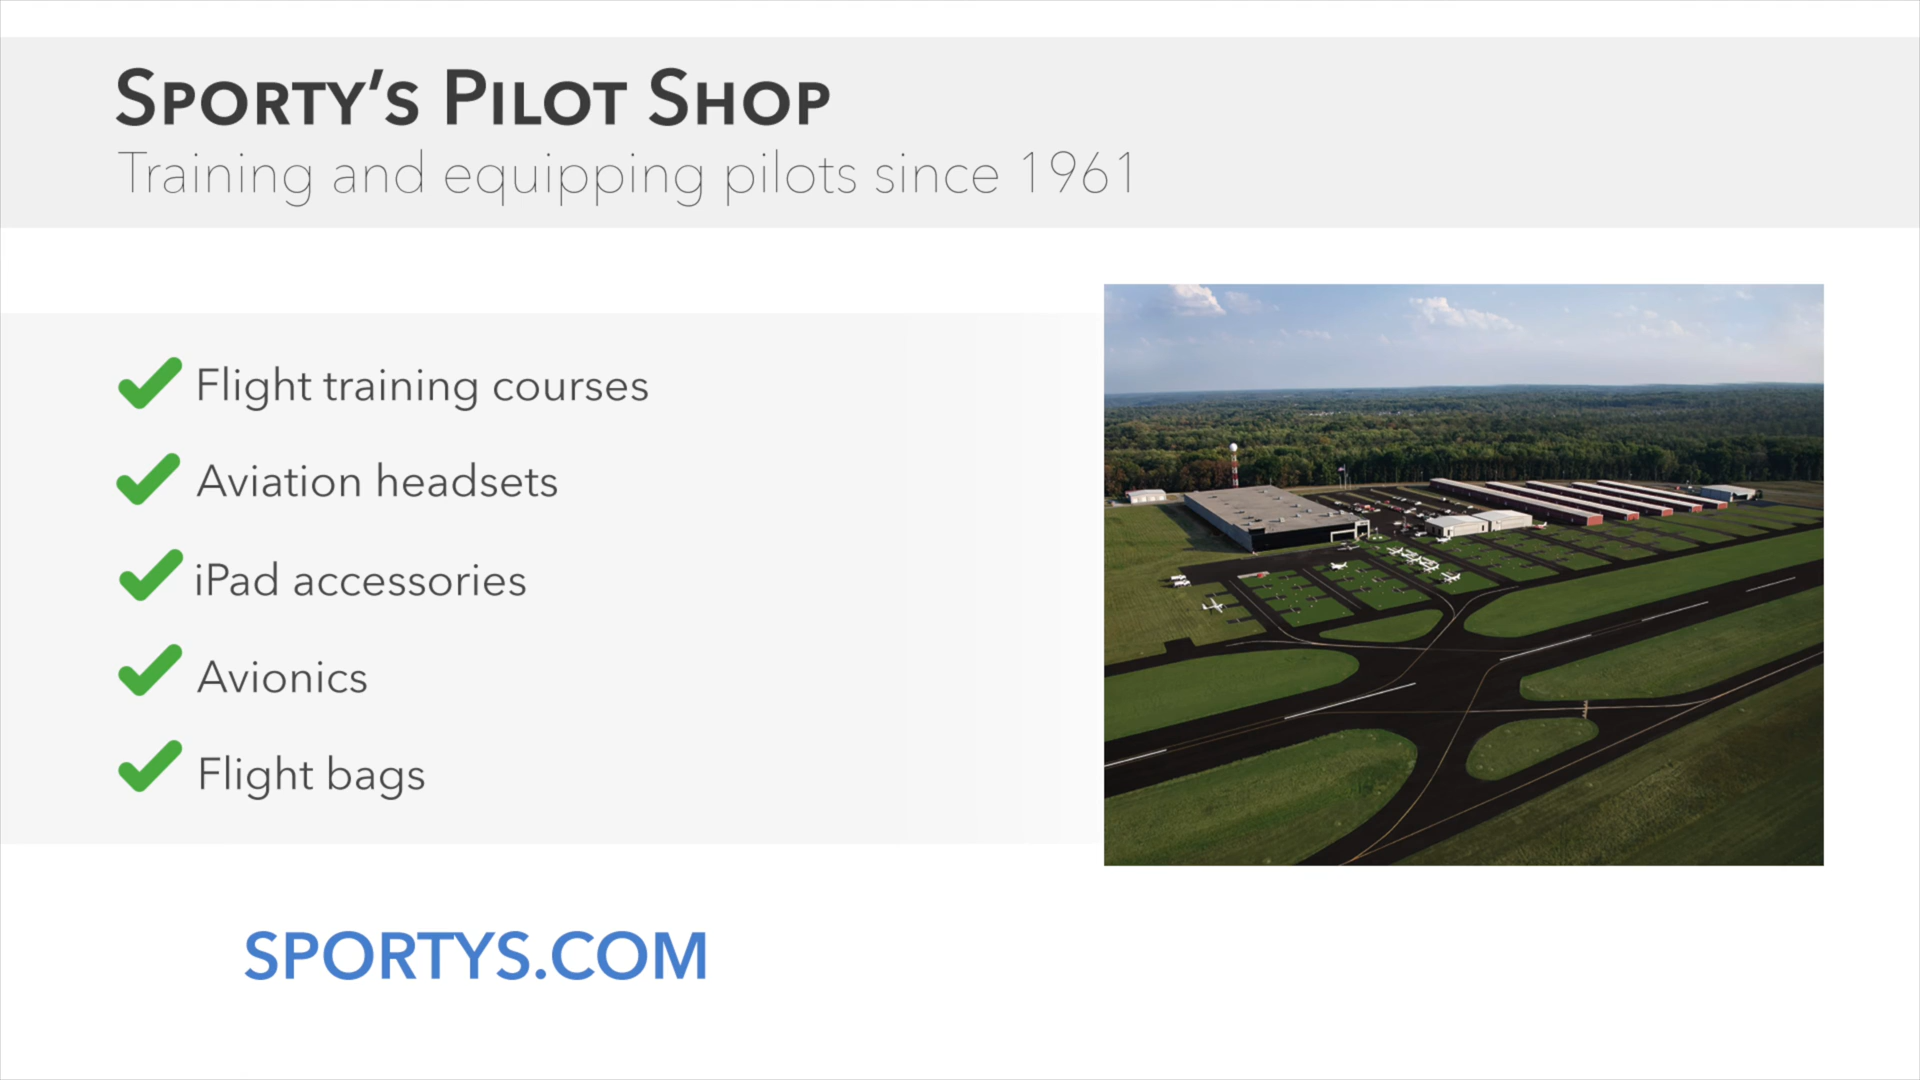 Sporty's Pilot Shop
Training and equipping pilots since 1961
Flight training courses
Aviation headsets
iPad accessories
Avionics
Flight bags
SPORTYS.COM